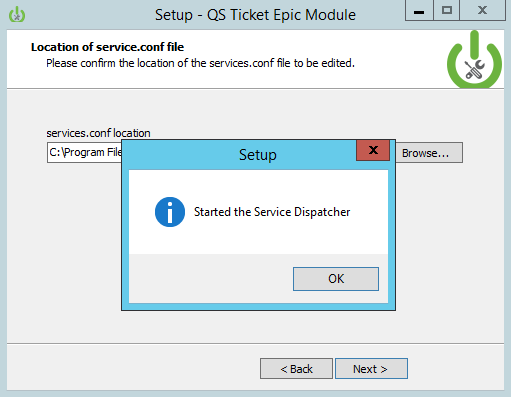 Setup - QS Ticket Epic Module
Location of service.conf file
Please confirm the location of the services.conf file to be edited.
services.conf location
C:\Program File
Browse...
Setup
x
Started the Service Dispatcher
OK
< Back
Next >